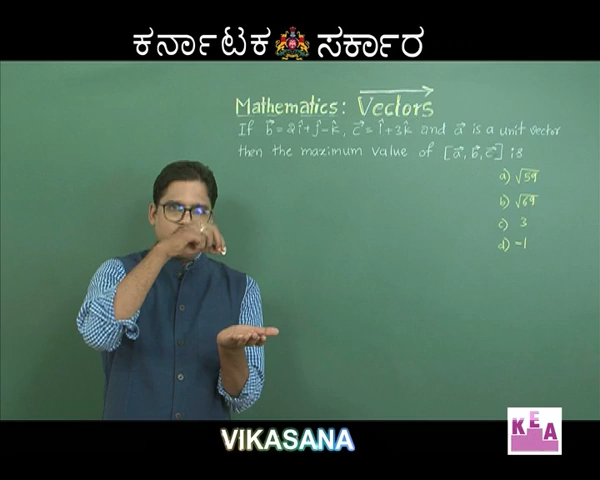 ಕರ್ನಾಟಕ ಸರ್ಕಾರ
Mathematics: Vectors
If b⃗ = 2î+ĵ-k̂, c⃗ = î+3k̂ and a⃗ is a unit vector
then the maximum value of [a⃗, b⃗, c⃗] is
a) √59
b) √69
c) 3
d) -1
KEA
VIKASANA